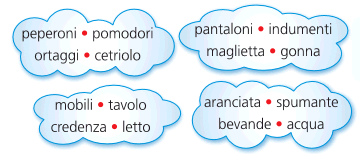 peperoni • pomodori
ortaggi • cetriolo
pantaloni • indumenti
maglietta • gonna
mobili • tavolo
credenza • letto
aranciata • spumante
bevande • acqua